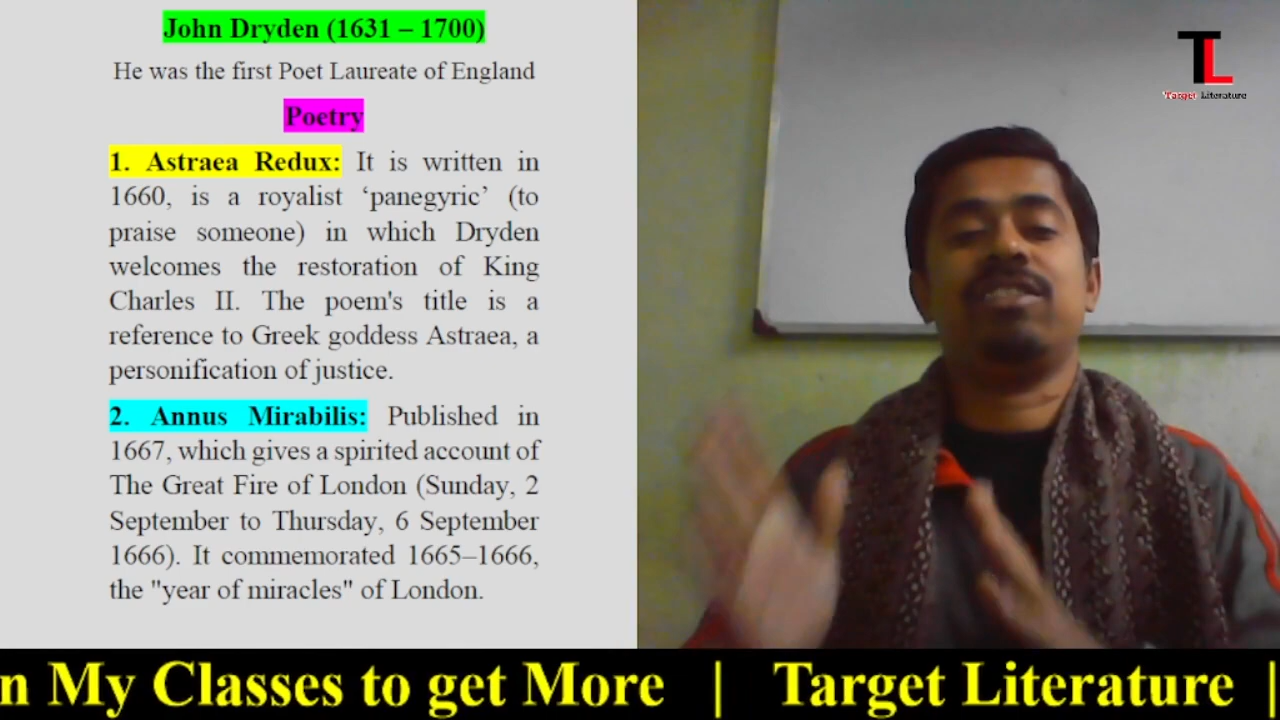 John Dryden (1631 – 1700)
He was the first Poet Laureate of England
Poetry
1. Astraea Redux: It is written in
1660, is a royalist ‘panegyric’ (to
praise someone) in which Dryden
welcomes the restoration of King
Charles II. The poem's title is a
reference to Greek goddess Astraea, a
personification of justice.
2. Annus Mirabilis: Published in
1667, which gives a spirited account of
The Great Fire of London (Sunday, 2
September to Thursday, 6 September
1666). It commemorated 1665–1666,
the "year of miracles" of London.
TL
Target Literature
n My Classes to get More | Target Literature |